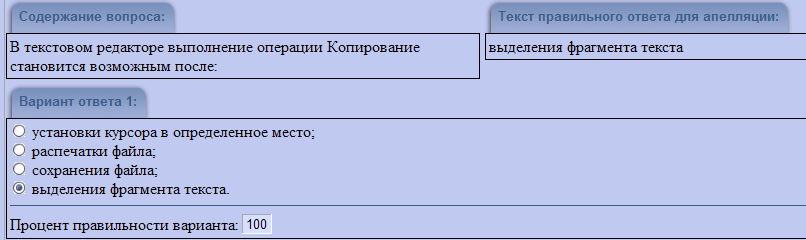 Содержание вопроса:
Текст правильного ответа для апелляции:
В текстовом редакторе выполнение операции Копирование
становится возможным после:
выделения фрагмента текста
Вариант ответа 1:
установки курсора в определенное место;
распечатки файла;
сохранения файла;
выделения фрагмента текста.
Процент правильности варианта: 100